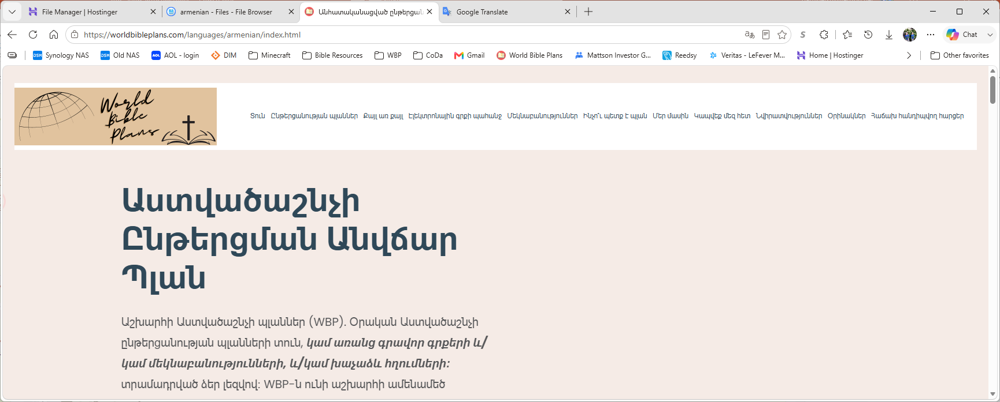 File Manager | Hostinger
armenian - Files - File Browser
Անհատականացված ընթերցան
Google Translate
https://worldbibleplans.com/languages/armenian/index.html
Chat
Synology NAS
Old NAS
AOL - login
DIM
Minecraft
Bible Resources
WBP
CoDa
Gmail
World Bible Plans
Mattson Investor G...
Reedsy
Veritas - LeFever M...
Home | Hostinger
Other favorites
World
Bible
Plans
Տուն Ընթերցանության պլաններ Քայլ առ քայլ Էլեկտրոնային գրքի պահանջ Մեկնաբանություններ Ինչո՞ւ պետք է պլան Մեր մասին Կապվեք մեզ հետ Նվիրատվություններ Օրինակներ Հաճախ հանդիպվող հարցեր
Աստվածաշնչի
Ընթերցման Անվճար
Պլան
Աշխարհի Աստվածաշնչի պլաններ (WBP). Օրական Աստվածաշնչի
ընթերցանության պլանների տուն, կամ առանց գրավոր գրքերի և/
կամ մեկնաբանությունների, և/կամ խաչաձև հղումների:
տրամադրված ձեր լեզվով: WBP-ն ունի աշխարհի ամենամեծ